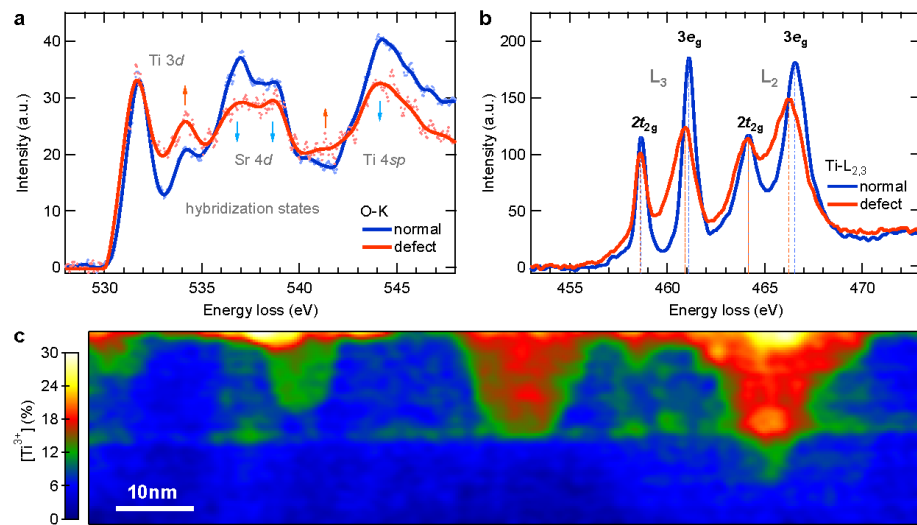 a
Intensity (a.u.)
50
40
30
20
10
0
Ti 3d
Sr 4d
Ti 4sp
hybridization states
O-K
normal
defect
530
535
540
545
Energy loss (eV)
b
Intensity (a.u.)
200
150
100
50
0
3eg
3eg
L3
L2
2t2g
2t2g
Ti-L2,3
normal
defect
455
460
465
470
Energy loss (eV)
c
[Ti3+] (%)
30
24
18
12
6
0
10nm